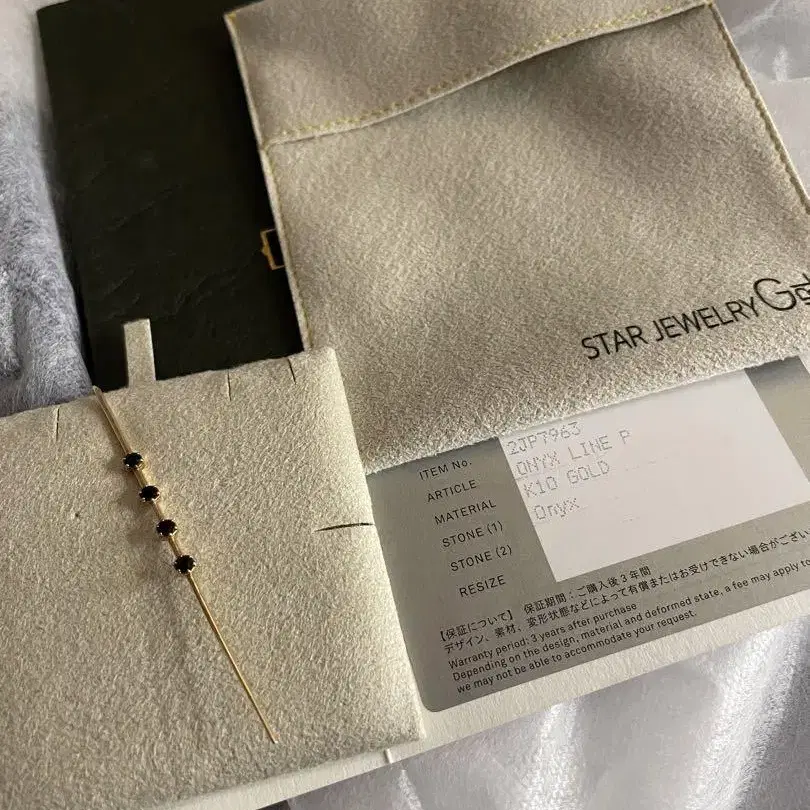 STAR JEWELRY
ITEM No. 2JP7963
ARTICLE ONYX LINE P
MATERIAL K10 GOLD
STONE (1) Onyx
STONE (2)
RESIZE
【保証について】 保証期間：ご購入後3年間
デザイン、素材、変形状態などによって有償またはお受けできない場合がござい
Warranty period: 3 years after purchase
Depending on the design, material and deformed state, a fee may apply to
we may not be able to accommodate your request.